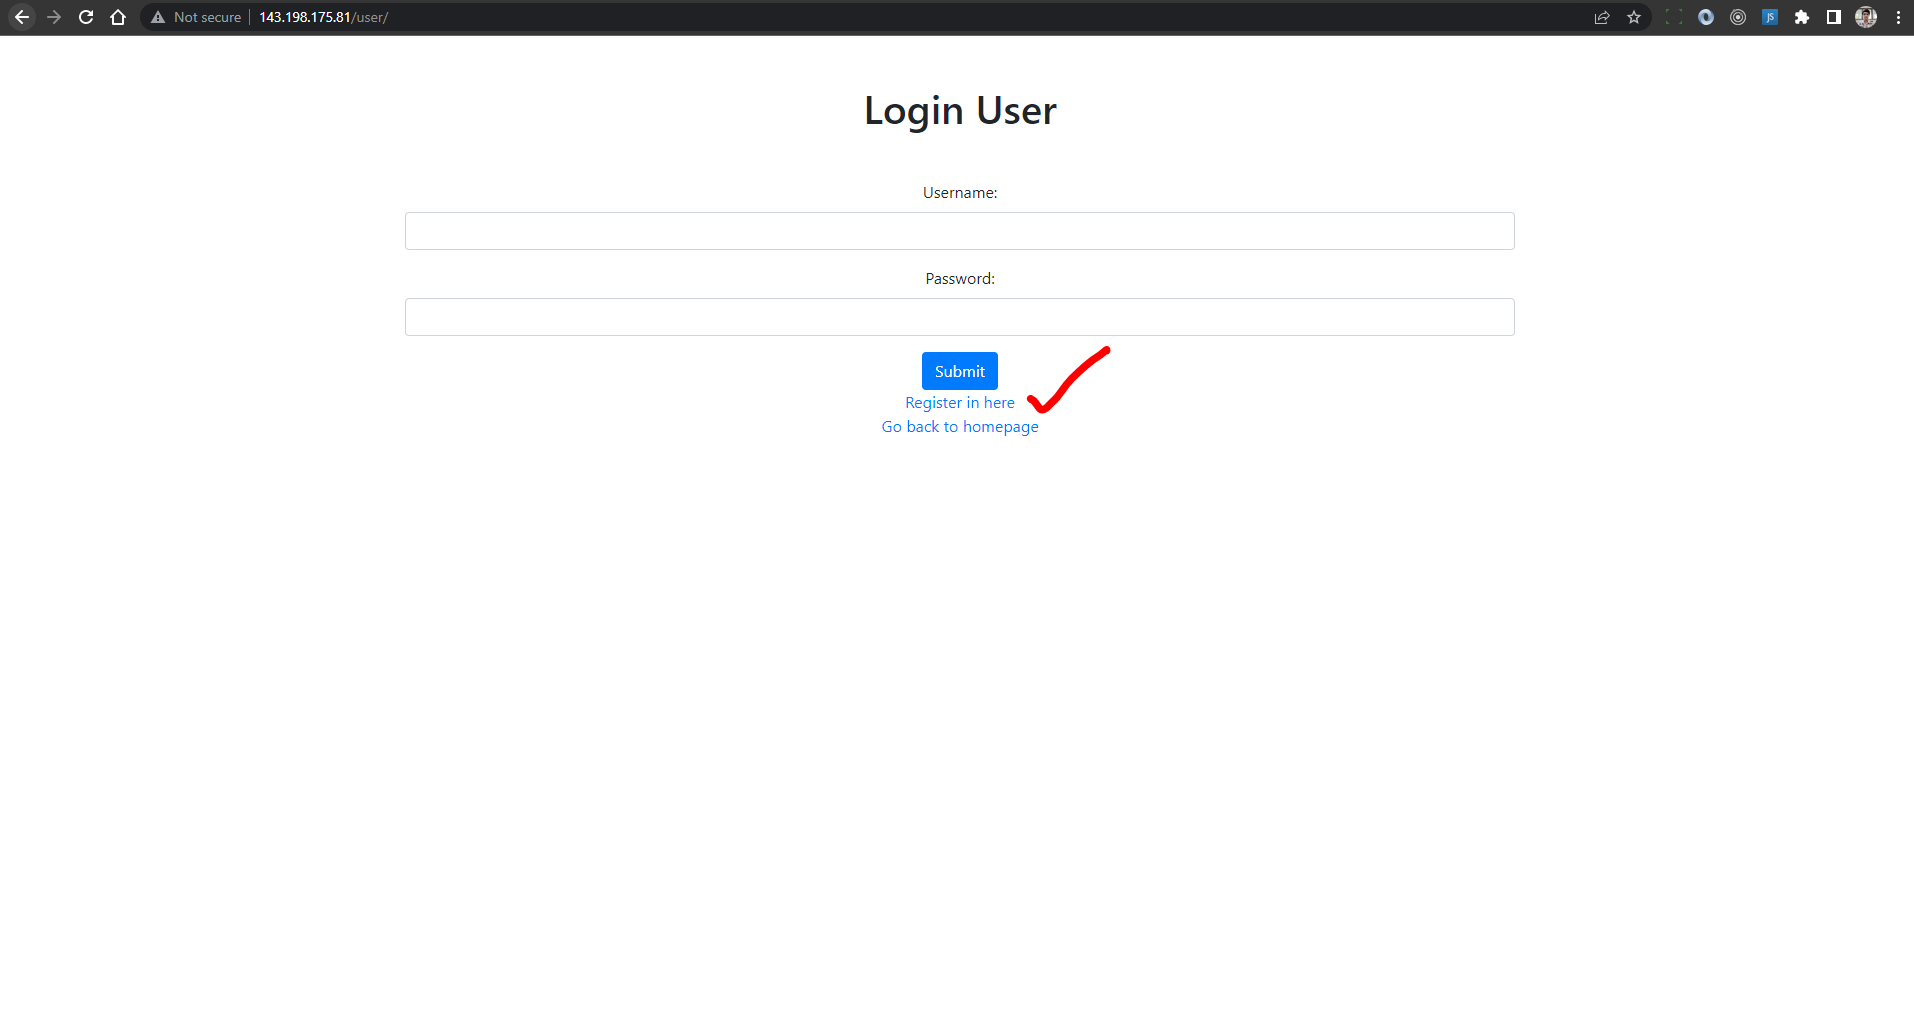 Not secure 143.198.175.81/user/
JS
Login User
Username:
Password:
Submit
Register in here
Go back to homepage